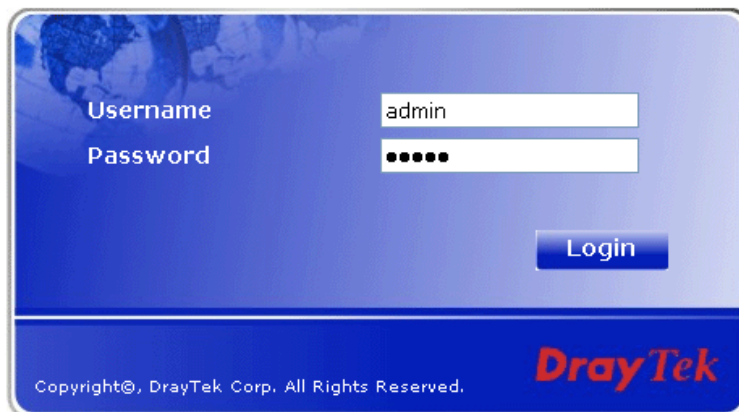 Username admin
Password •••••
Login
DrayTek
Copyright©, DrayTek Corp. All Rights Reserved.